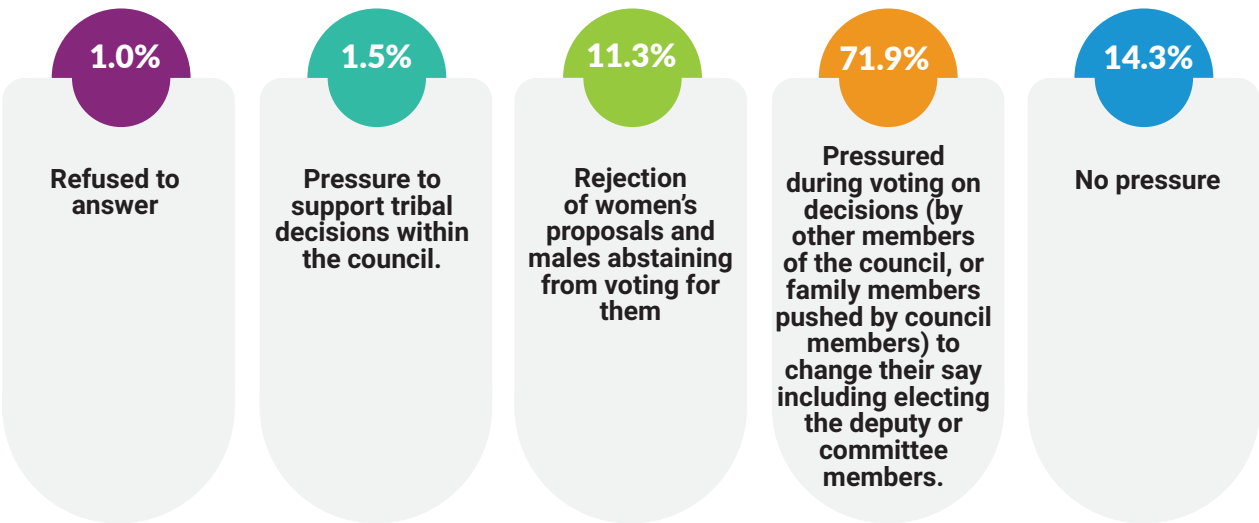 1.0%
Refused to
answer
1.5%
Pressure to
support tribal
decisions within
the council.
11.3%
Rejection
of women's
proposals and
males abstaining
from voting for
them
71.9%
Pressured
during voting on
decisions (by
other members
of the council, or
family members
pushed by council
members) to
change their say
including electing
the deputy or
committee
members.
14.3%
No pressure